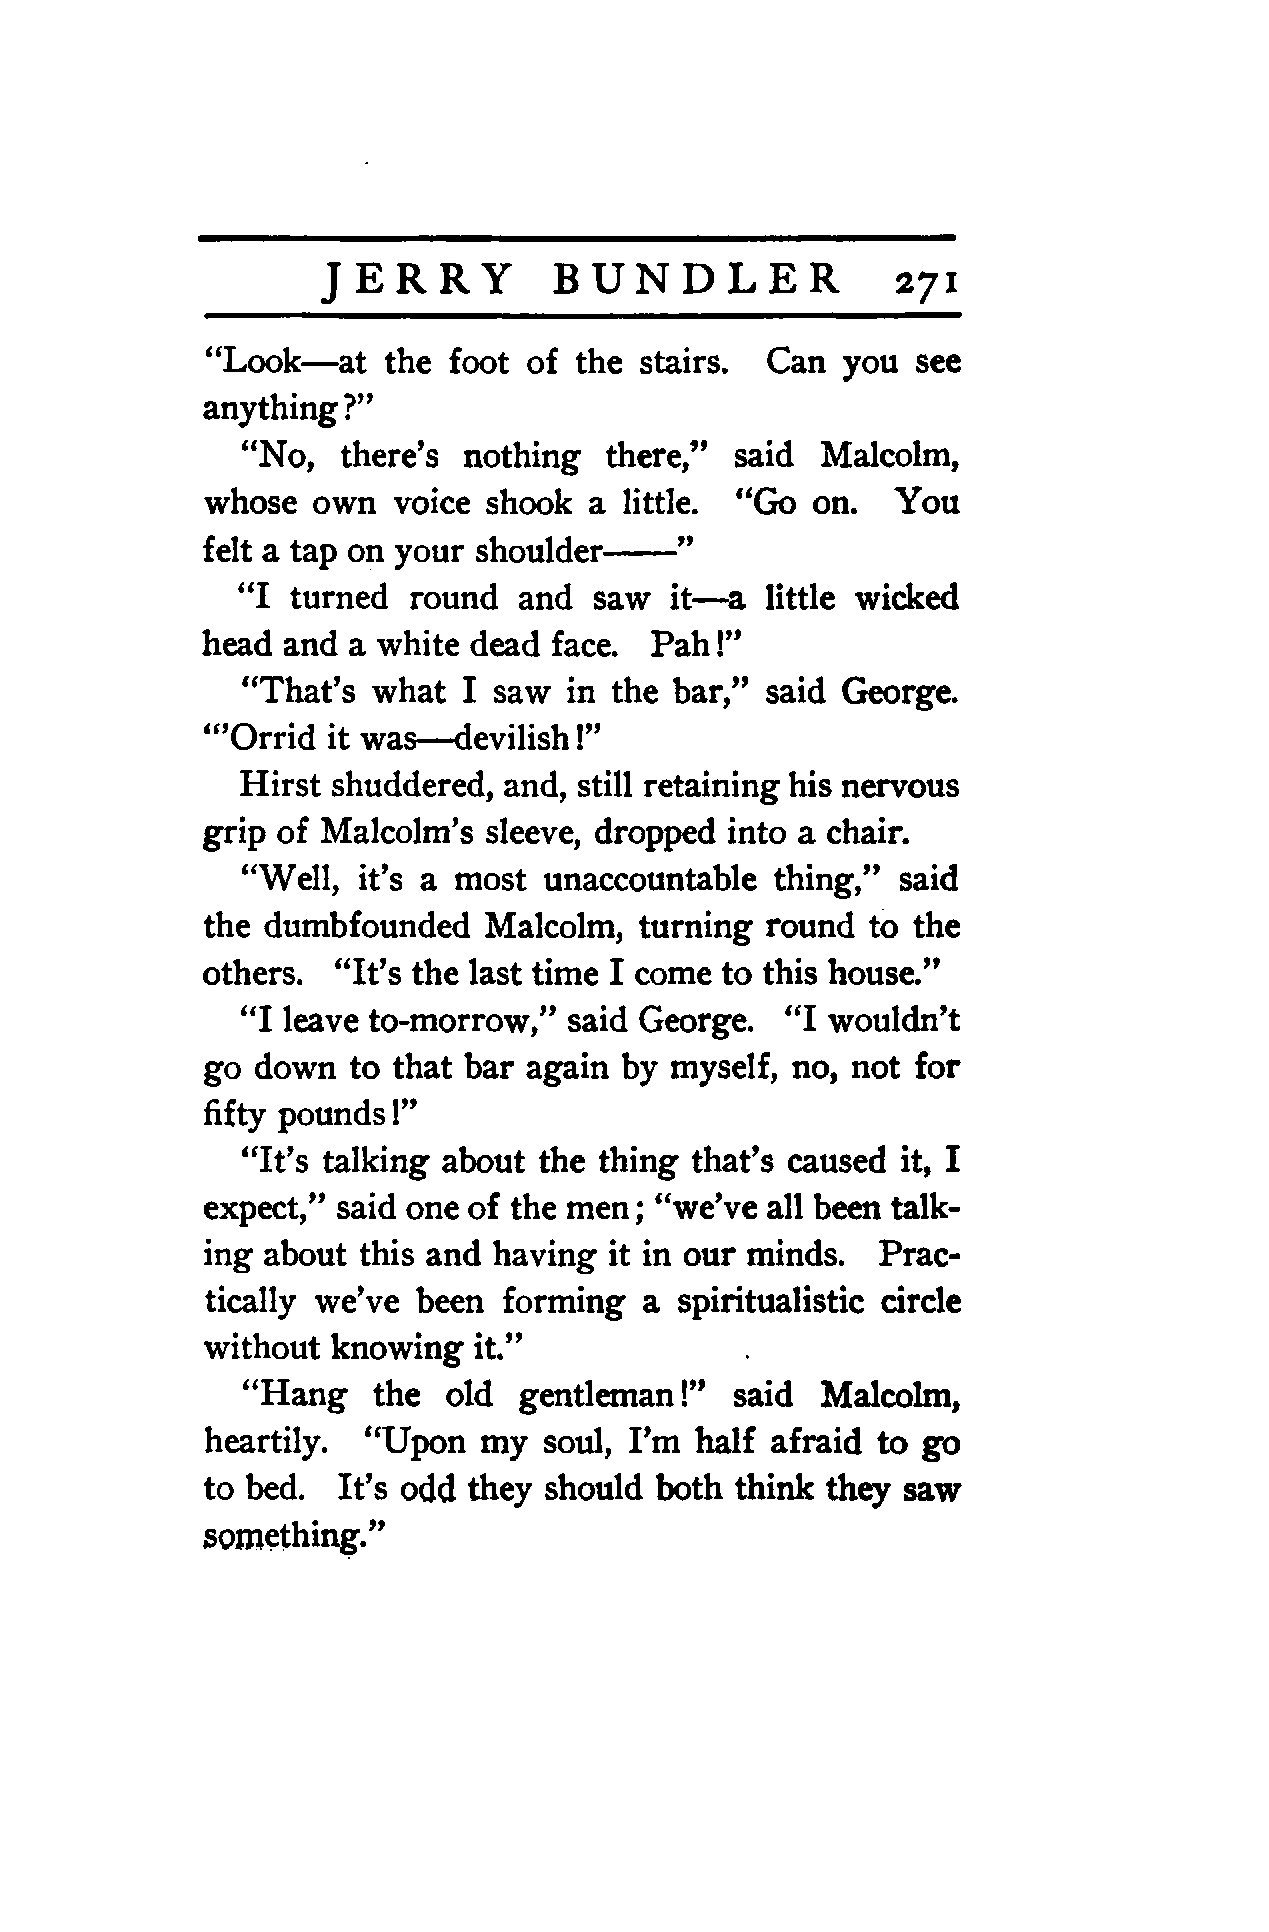 JERRY BUNDLER 271
“Look—at the foot of the stairs. Can you see
anything?”
“No, there’s nothing there,” said Malcolm,
whose own voice shook a little. “Go on. You
felt a tap on your shoulder——”
“I turned round and saw it—a little wicked
head and a white dead face. Pah!”
“That’s what I saw in the bar,” said George.
“’Orrid it was—devilish!”
Hirst shuddered, and, still retaining his nervous
grip of Malcolm’s sleeve, dropped into a chair.
“Well, it’s a most unaccountable thing,” said
the dumbfounded Malcolm, turning round to the
others. “It’s the last time I come to this house.”
“I leave to-morrow,” said George. “I wouldn’t
go down to that bar again by myself, no, not for
fifty pounds!”
“It’s talking about the thing that’s caused it, I
expect,” said one of the men; “we’ve all been talk-
ing about this and having it in our minds. Prac-
tically we’ve been forming a spiritualistic circle
without knowing it.”
“Hang the old gentleman!” said Malcolm,
heartily. “Upon my soul, I’m half afraid to go
to bed. It’s odd they should both think they saw
something.”